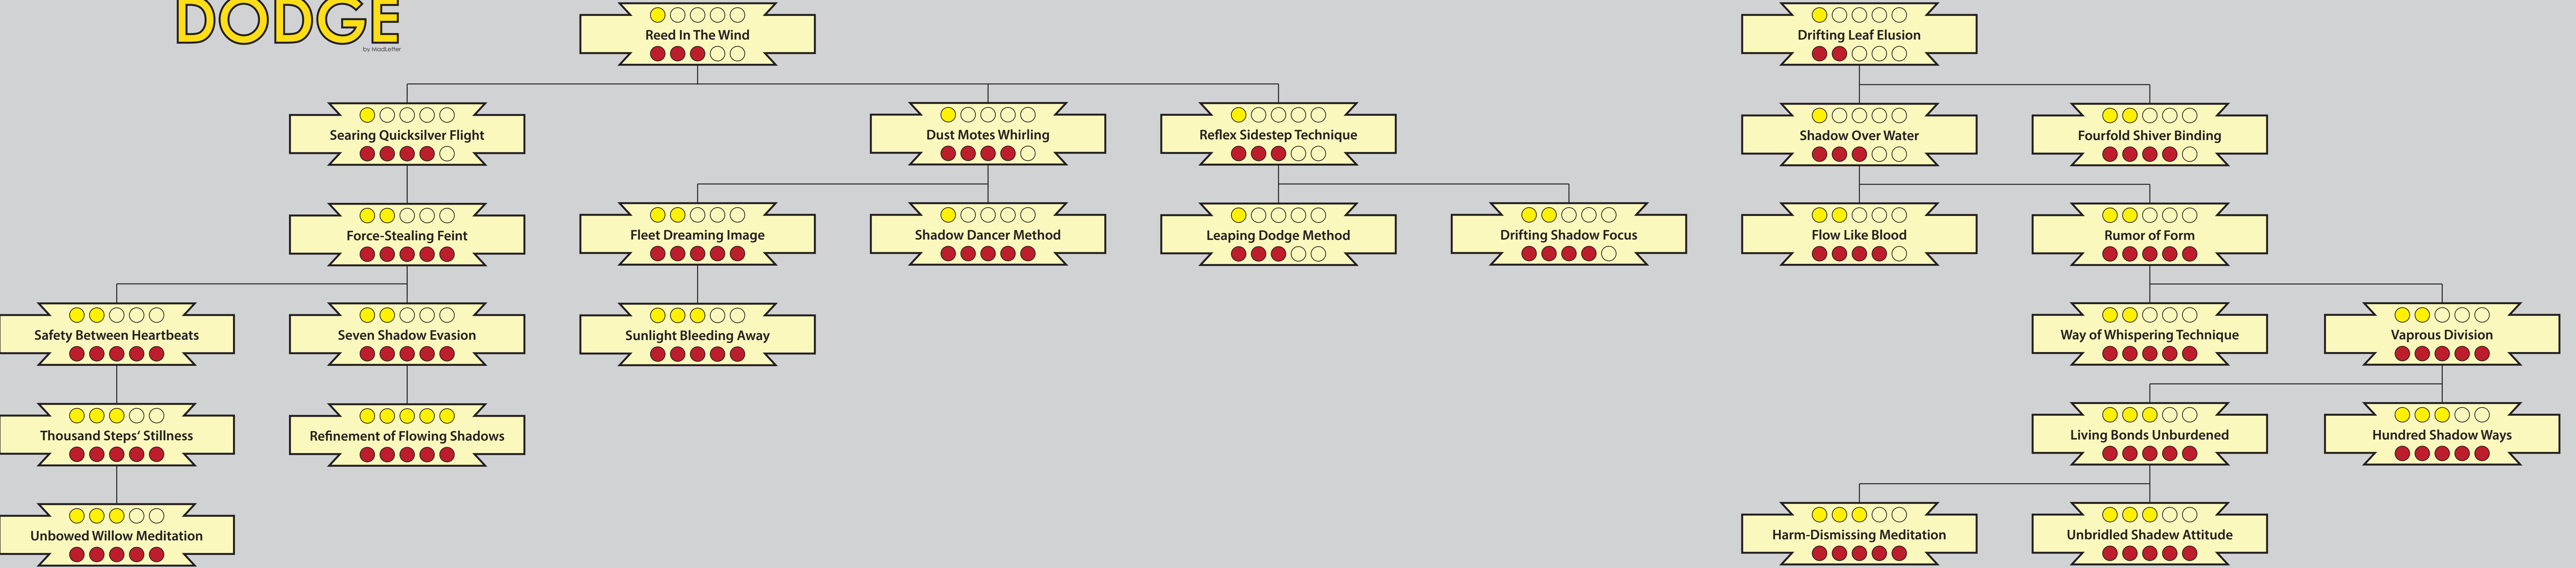 DODGE
by MadLetter
Reed In The Wind
Drifting Leaf Elusion
Searing Quicksilver Flight
Dust Motes Whirling
Reflex Sidestep Technique
Shadow Over Water
Fourfold Shiver Binding
Force-Stealing Feint
Fleet Dreaming Image
Shadow Dancer Method
Leaping Dodge Method
Drifting Shadow Focus
Flow Like Blood
Rumor of Form
Safety Between Heartbeats
Seven Shadow Evasion
Sunlight Bleeding Away
Way of Whispering Technique
Vaprous Division
Thousand Steps‘ Stillness
Refinement of Flowing Shadows
Living Bonds Unburdened
Hundred Shadow Ways
Unbowed Willow Meditation
Harm-Dismissing Meditation
Unbridled Shadew Attitude